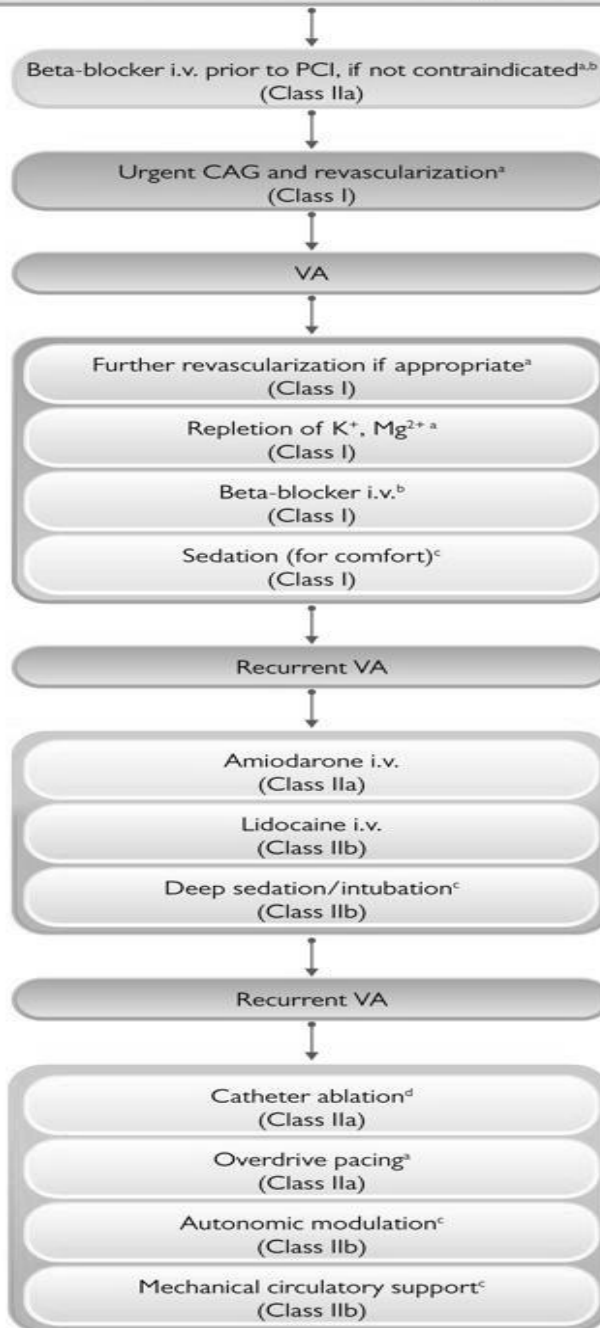 Beta-blocker i.v. prior to PCI, if not contraindicatedᵃ,ᵇ
(Class IIa)
Urgent CAG and revascularizationᵃ
(Class I)
VA
Further revascularization if appropriateᵃ
(Class I)
Repletion of K⁺, Mg²⁺ ᵃ
(Class I)
Beta-blocker i.v.ᵇ
(Class I)
Sedation (for comfort)ᶜ
(Class I)
Recurrent VA
Amiodarone i.v.
(Class IIa)
Lidocaine i.v.
(Class IIb)
Deep sedation/intubationᶜ
(Class IIb)
Recurrent VA
Catheter ablationᵈ
(Class IIa)
Overdrive pacingᵃ
(Class IIa)
Autonomic modulationᶜ
(Class IIb)
Mechanical circulatory supportᶜ
(Class IIb)